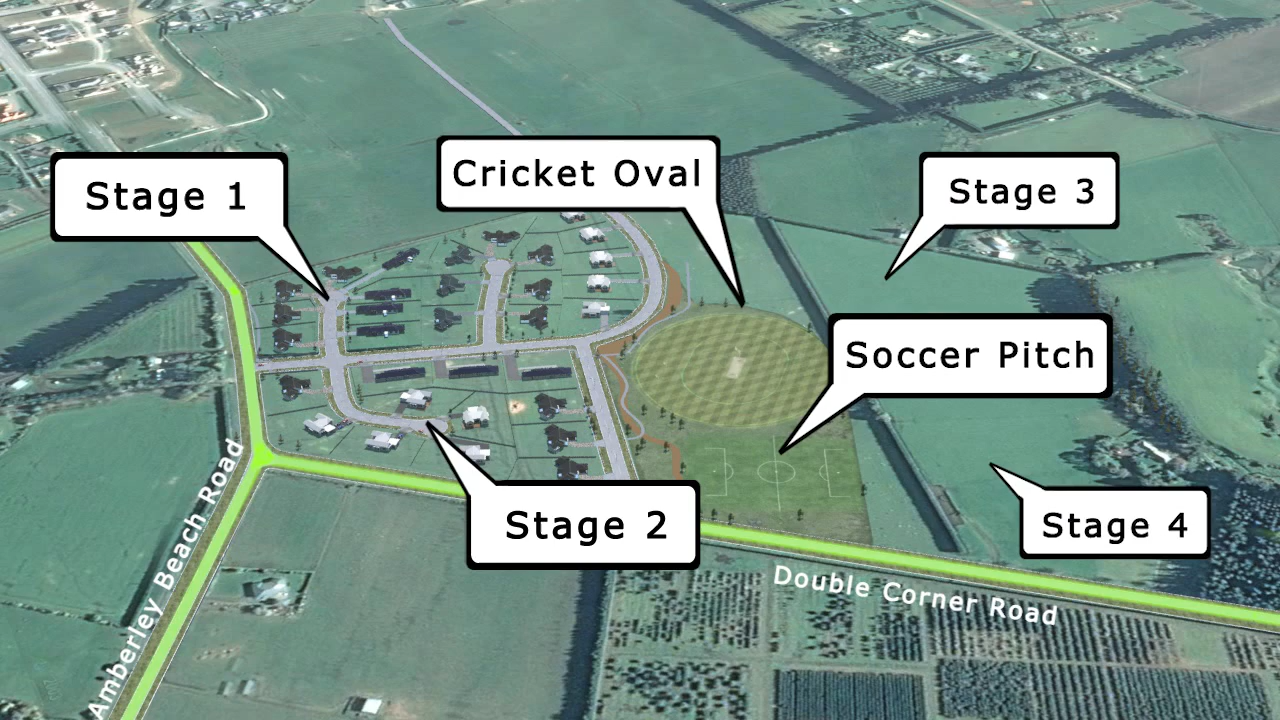 Stage 1
Cricket Oval
Stage 3
Soccer Pitch
Stage 2
Stage 4
Amberley Beach Road
Double Corner Road